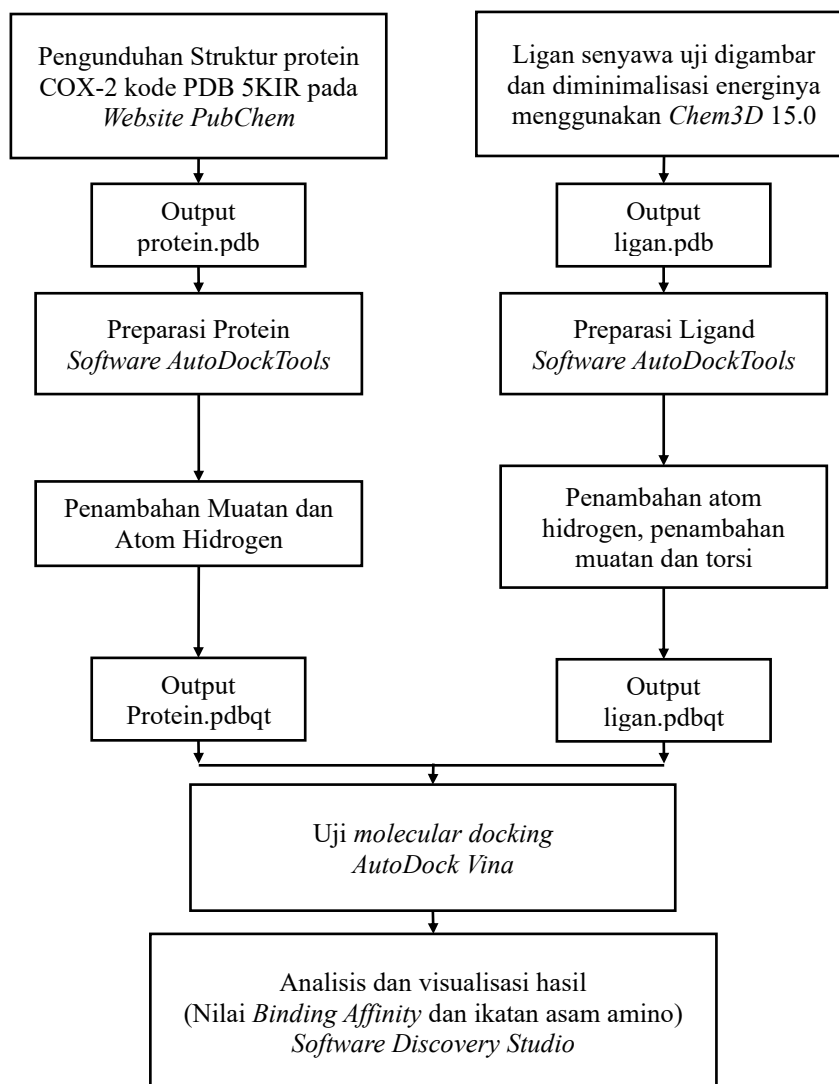 Pengunduhan Struktur protein
COX-2 kode PDB 5KIR pada
Website PubChem
Ligan senyawa uji digambar
dan diminimalisasi energinya
menggunakan Chem3D 15.0
Output
protein.pdb
Output
ligan.pdb
Preparasi Protein
Software AutoDockTools
Preparasi Ligand
Software AutoDockTools
Penambahan Muatan dan
Atom Hidrogen
Penambahan atom
hidrogen, penambahan
muatan dan torsi
Output
Protein.pdbqt
Output
ligan.pdbqt
Uji molecular docking
AutoDock Vina
Analisis dan visualisasi hasil
(Nilai Binding Affinity dan ikatan asam amino)
Software Discovery Studio